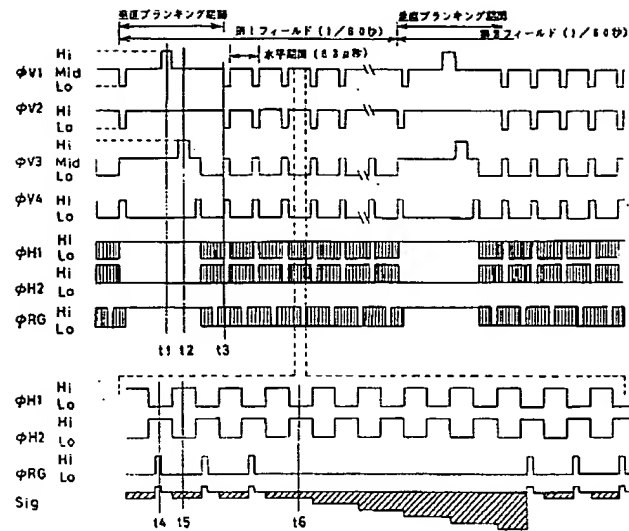 垂直ブランキング期間
第1フィールド(1/60秒)
垂直ブランキング期間
第2フィールド(1/60秒)
水平期間(63μ秒)
φV1 Hi Mid Lo
φV2 Hi Lo
φV3 Hi Mid Lo
φV4 Hi Lo
φH1 Hi Lo
φH2 Hi Lo
φRG Hi Lo
t1 t2 t3
φH1 Hi Lo
φH2 Hi Lo
φRG Hi Lo
Sig
t4 t5 t6